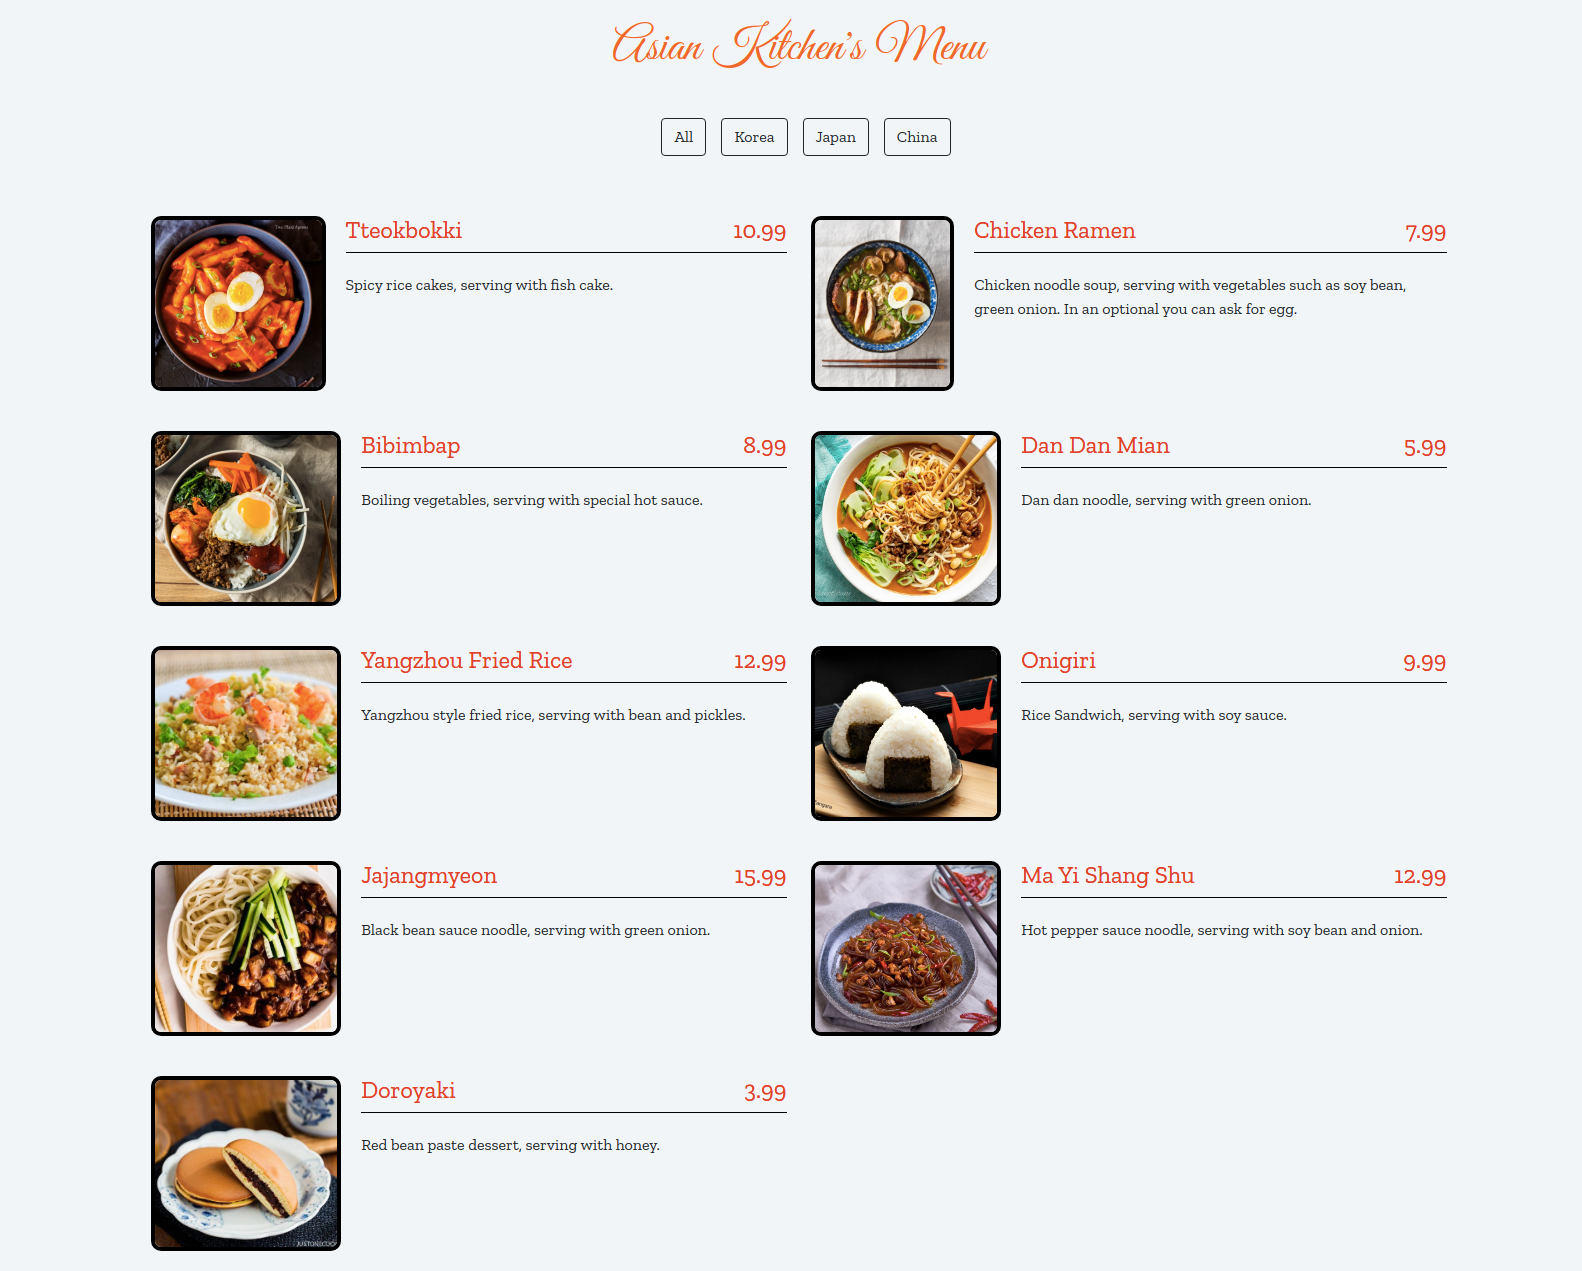 Asian Kitchen's Menu
All
Korea
Japan
China
Tteokbokki 10.99
Spicy rice cakes, serving with fish cake.
Chicken Ramen 7.99
Chicken noodle soup, serving with vegetables such as soy bean,
green onion. In an optional you can ask for egg.
Bibimbap 8.99
Boiling vegetables, serving with special hot sauce.
Dan Dan Mian 5.99
Dan dan noodle, serving with green onion.
Yangzhou Fried Rice 12.99
Yangzhou style fried rice, serving with bean and pickles.
Onigiri 9.99
Rice Sandwich, serving with soy sauce.
Jajangmyeon 15.99
Black bean sauce noodle, serving with green onion.
Ma Yi Shang Shu 12.99
Hot pepper sauce noodle, serving with soy bean and onion.
Doroyaki 3.99
Red bean paste dessert, serving with honey.